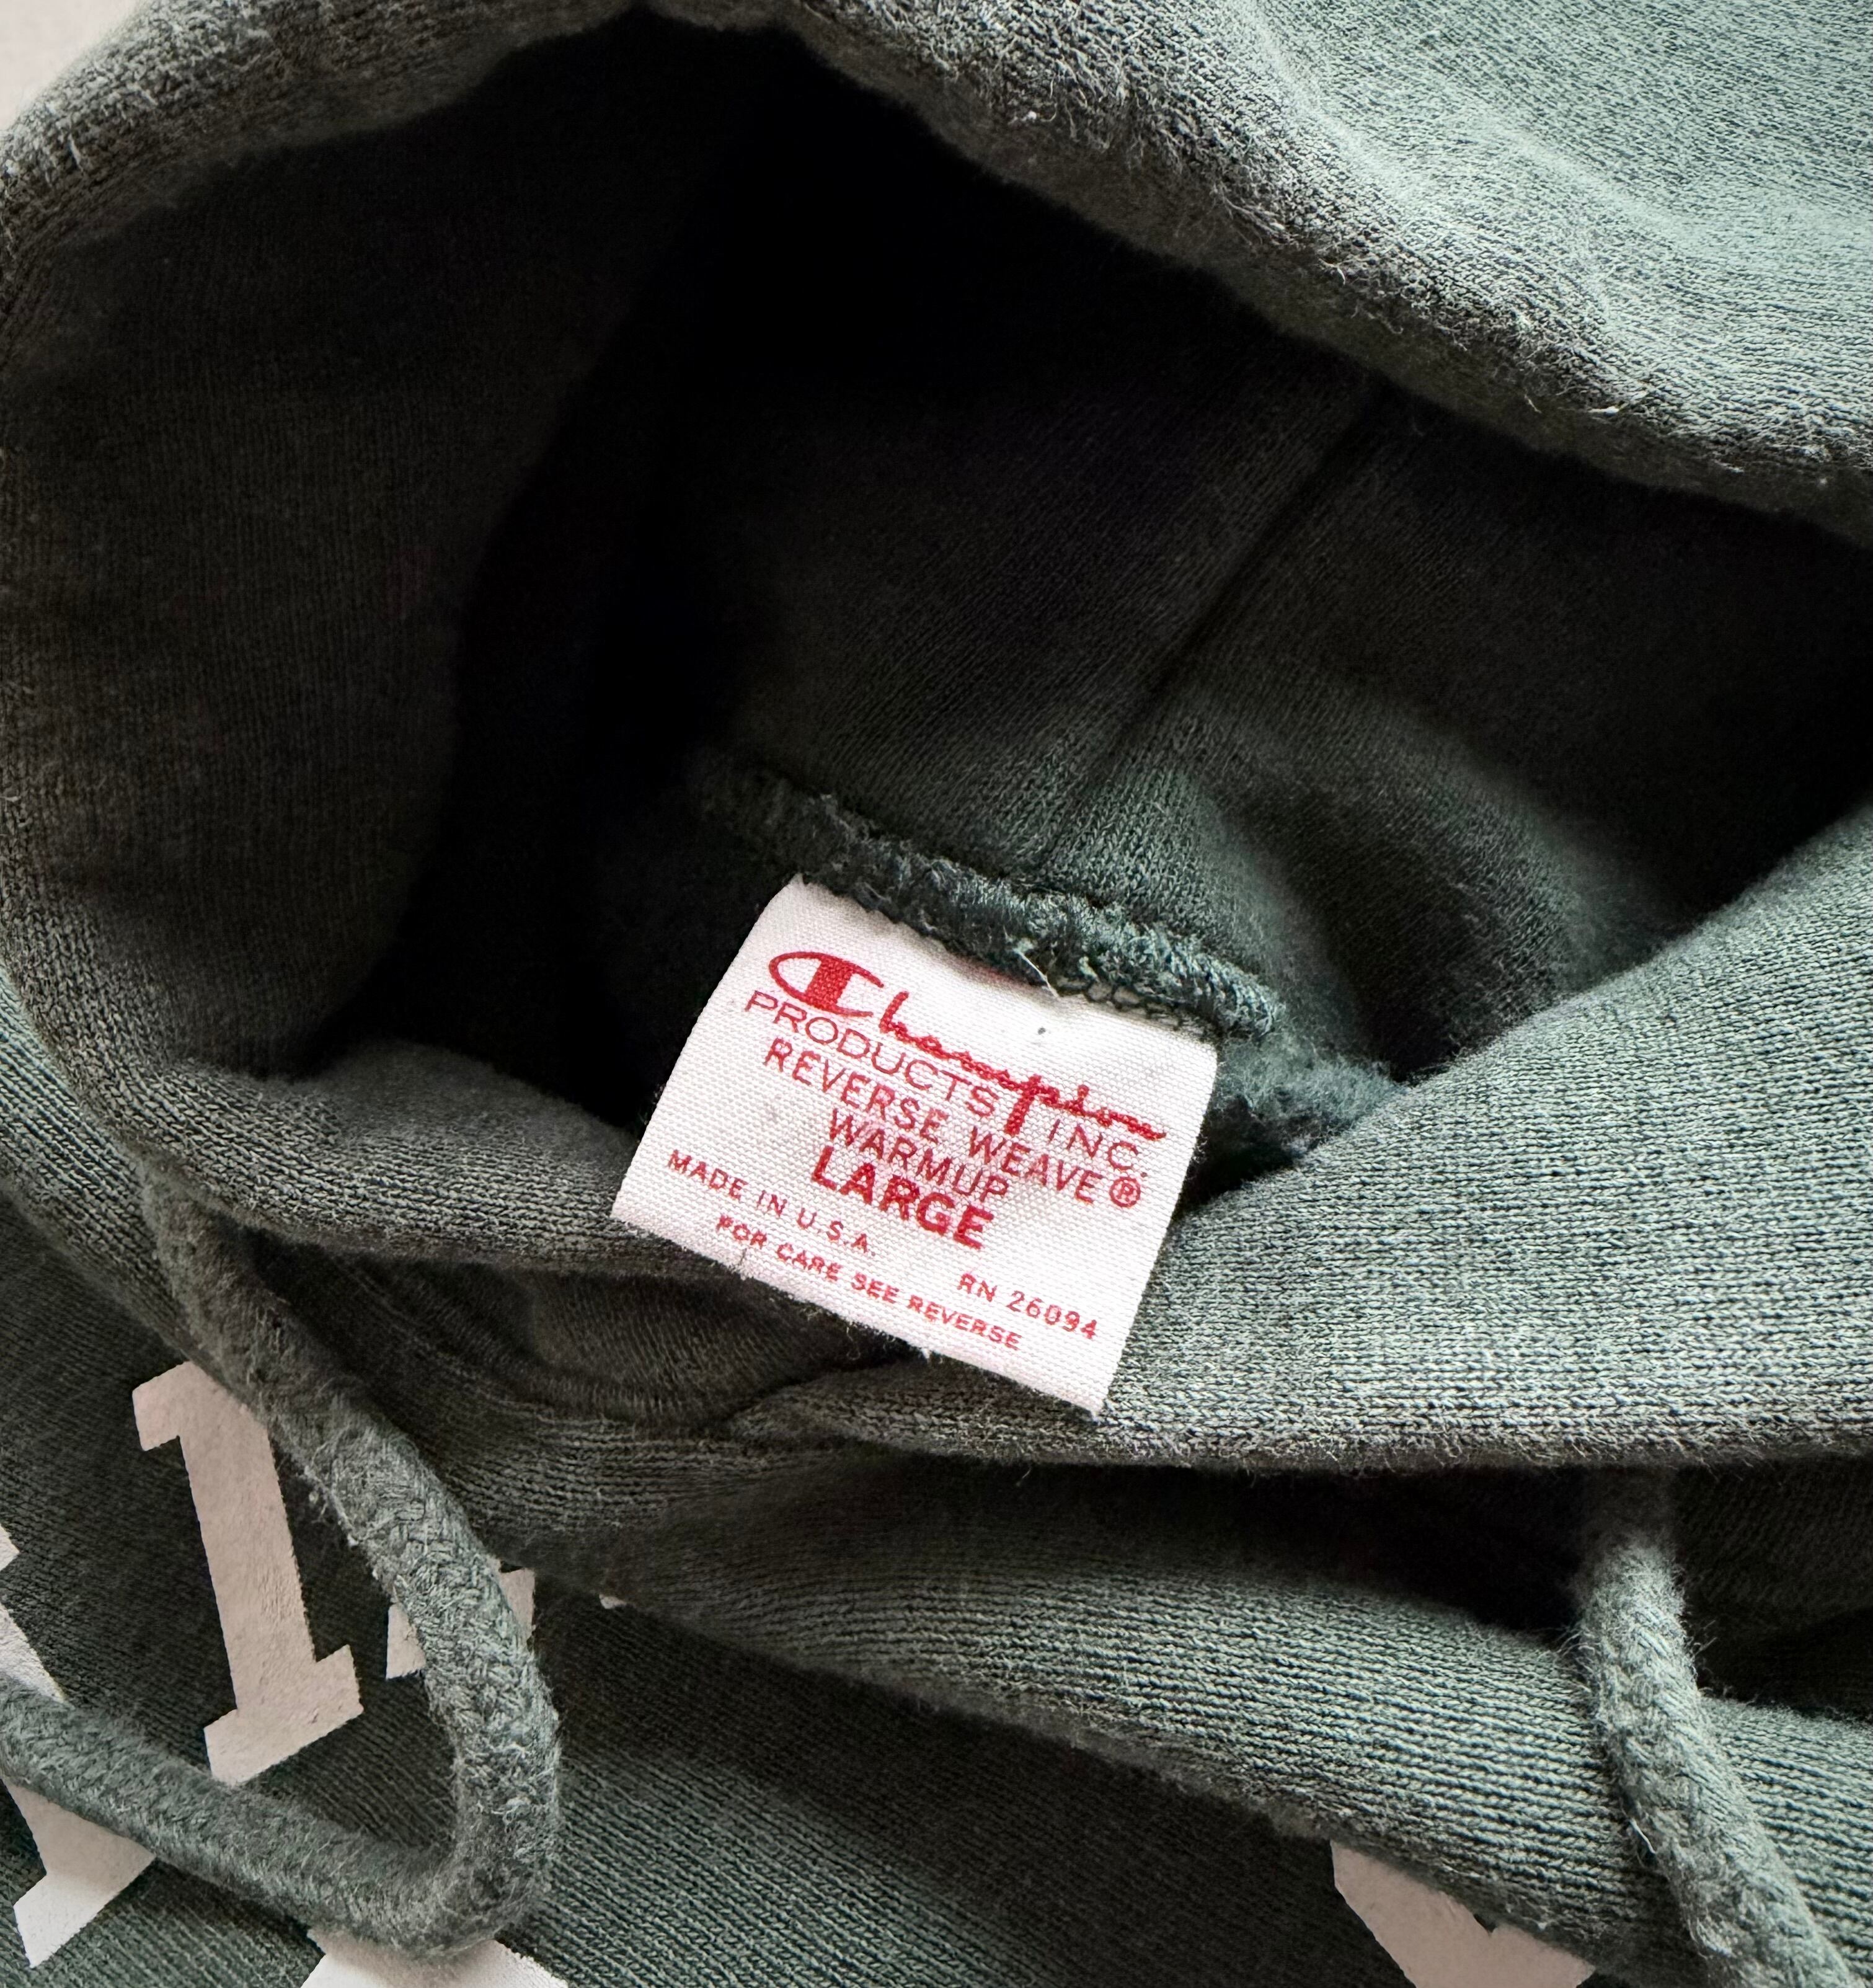 Champion
PRODUCTS INC.
REVERSE WEAVE®
WARMUP
LARGE
MADE IN U.S.A.
RN 26094
FOR CARE SEE REVERSE